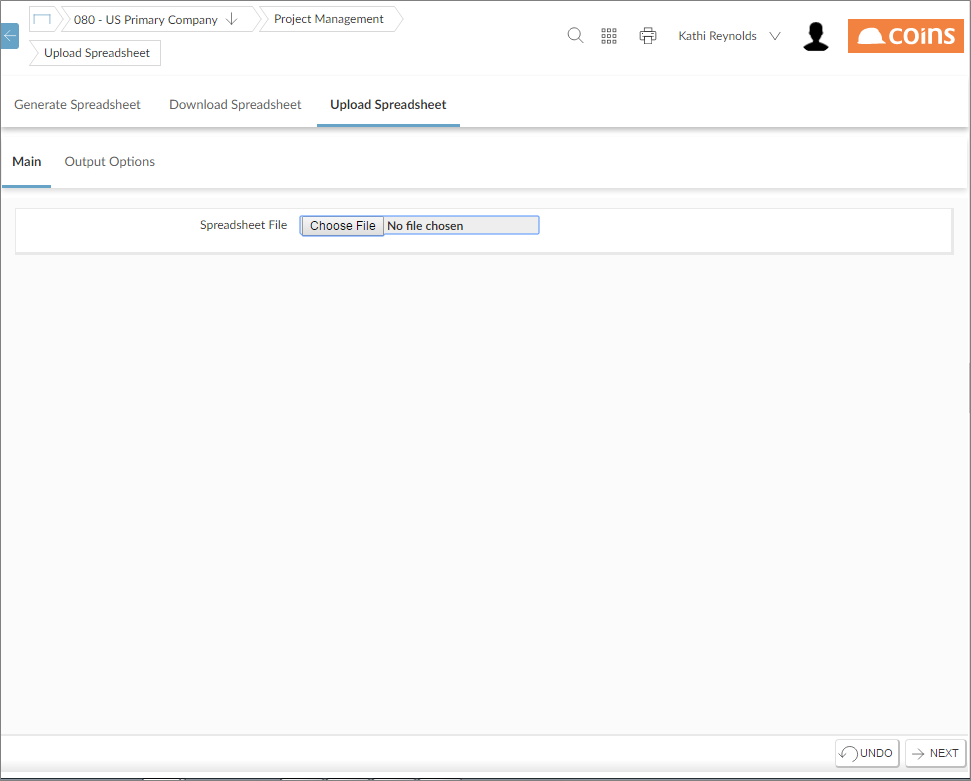 080 - US Primary Company
Project Management
Kathi Reynolds
coins
Upload Spreadsheet
Generate Spreadsheet
Download Spreadsheet
Upload Spreadsheet
Main
Output Options
Spreadsheet File
Choose File
No file chosen
UNDO
NEXT